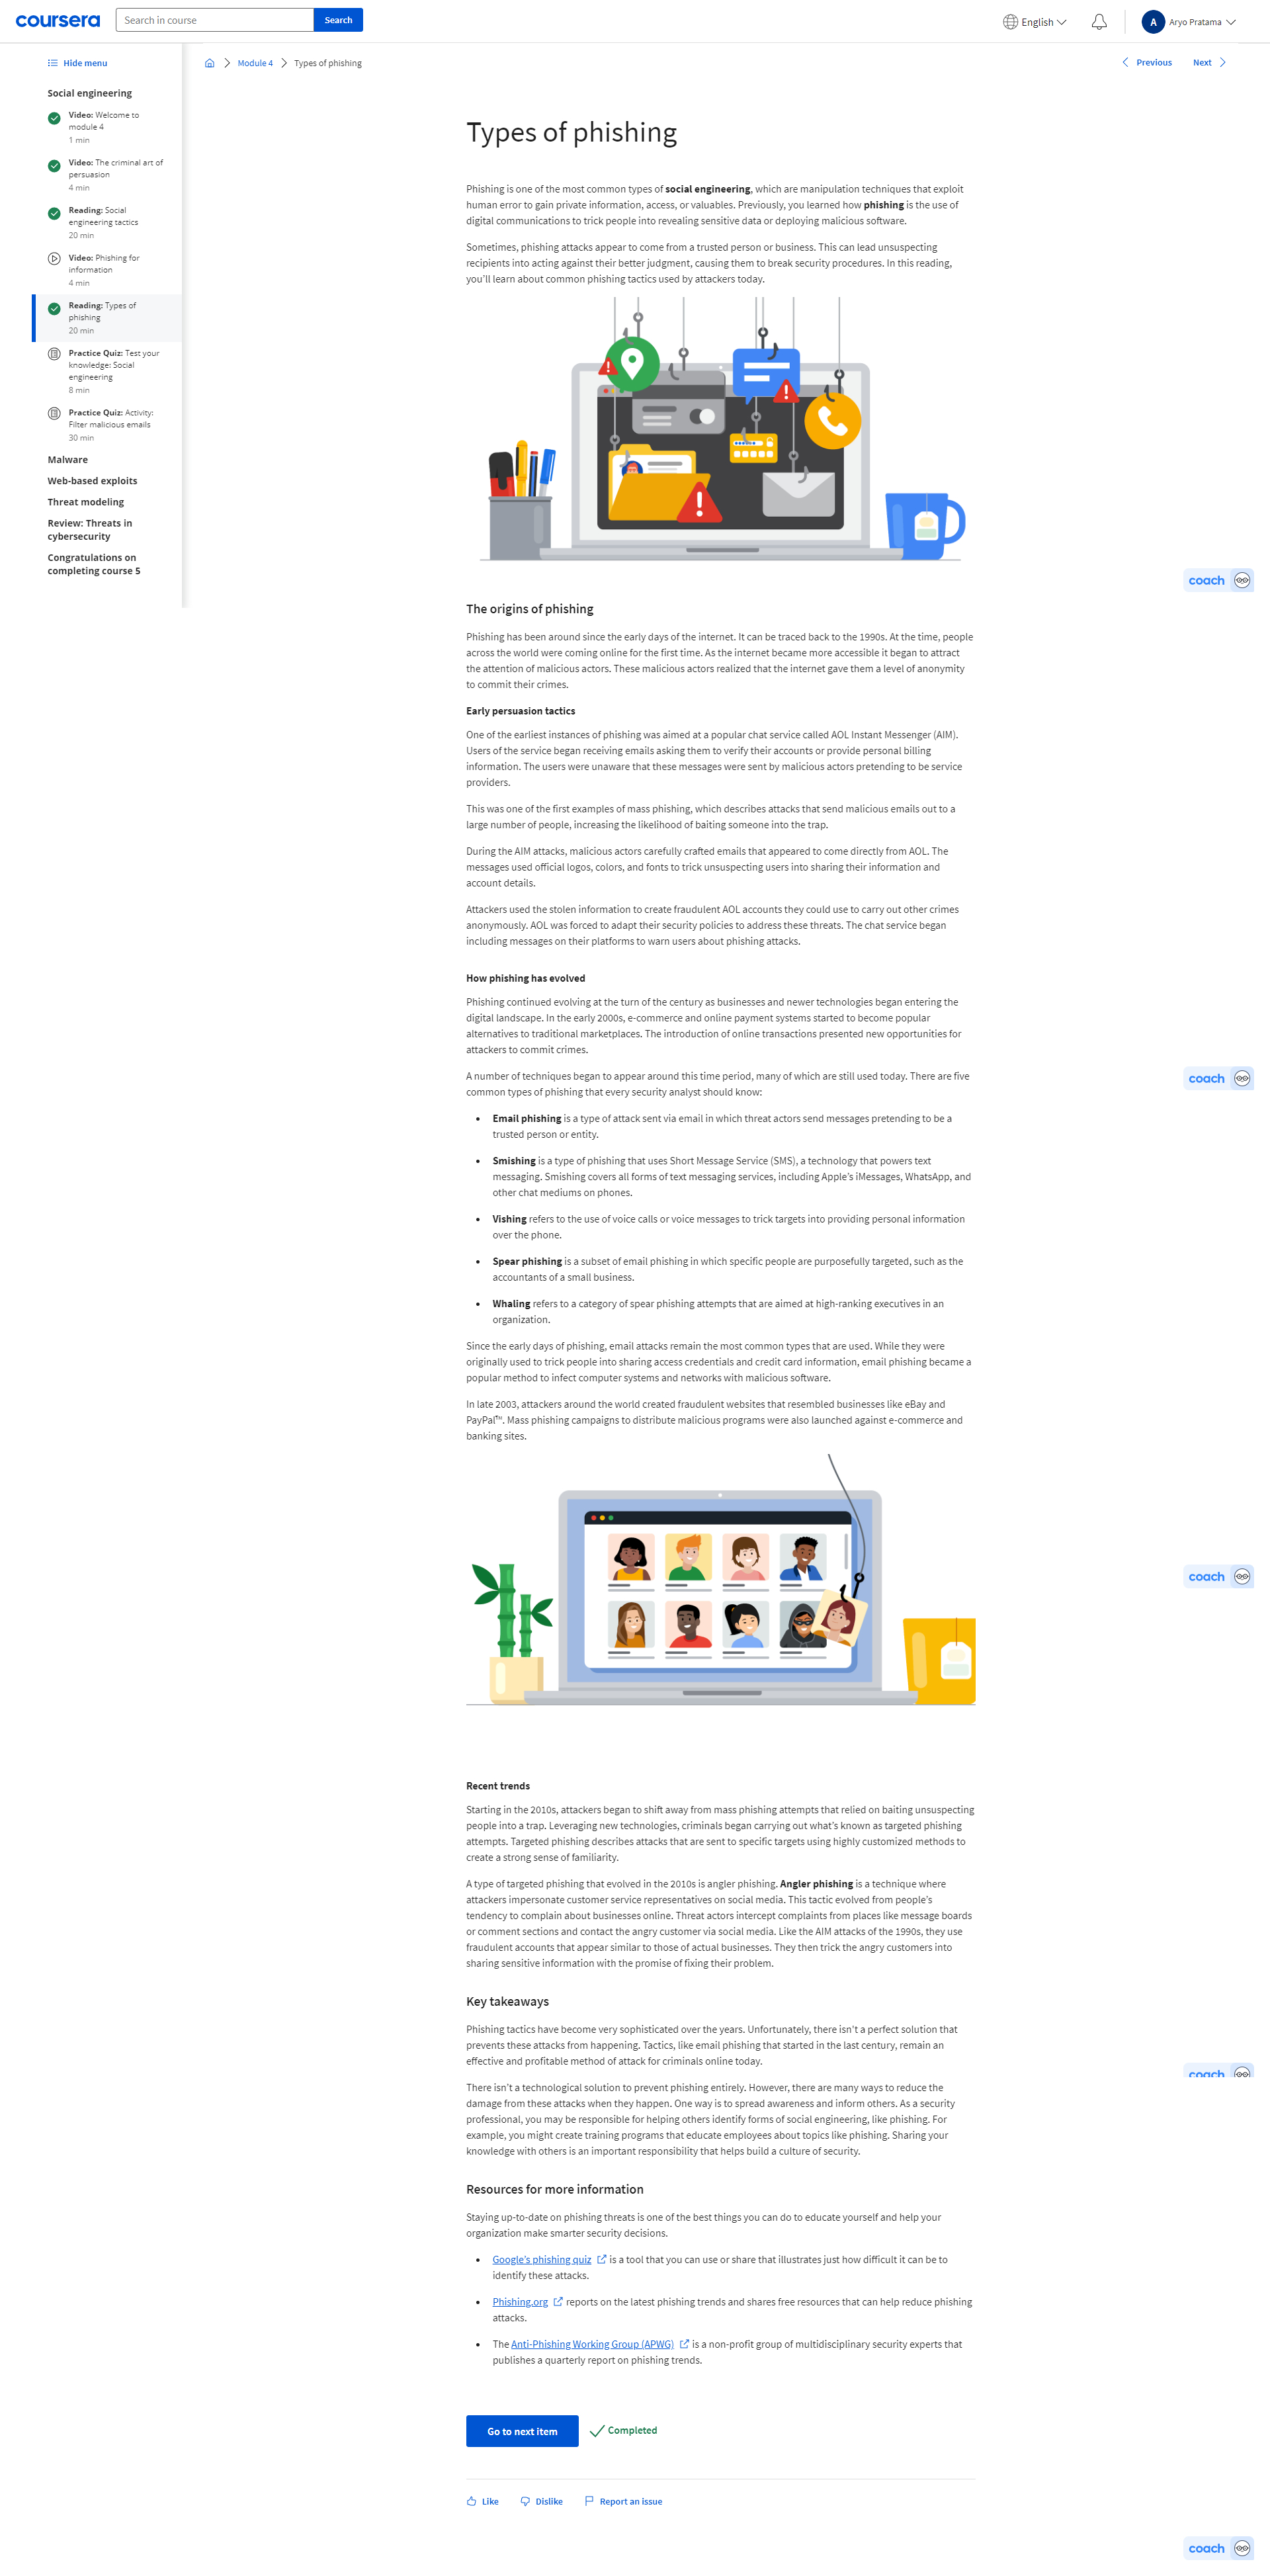 coursera
Search in course
Search
English
A
Aryo Pratama
Hide menu
Social engineering
Video: Welcome to
module 4
1 min
Video: The criminal art of
persuasion
4 min
Reading: Social
engineering tactics
20 min
Video: Phishing for
information
4 min
Reading: Types of
phishing
20 min
Practice Quiz: Test your
knowledge: Social
engineering
8 min
Practice Quiz: Activity:
Filter malicious emails
30 min
Malware
Web-based exploits
Threat modeling
Review: Threats in
cybersecurity
Congratulations on
completing course 5
Module 4
Types of phishing
Previous
Next
Types of phishing
Phishing is one of the most common types of social engineering, which are manipulation techniques that exploit
human error to gain private information, access, or valuables. Previously, you learned how phishing is the use of
digital communications to trick people into revealing sensitive data or deploying malicious software.
Sometimes, phishing attacks appear to come from a trusted person or business. This can lead unsuspecting
recipients into acting against their better judgment, causing them to break security procedures. In this reading,
you’ll learn about common phishing tactics used by attackers today.
coach
The origins of phishing
Phishing has been around since the early days of the internet. It can be traced back to the 1990s. At the time, people
across the world were coming online for the first time. As the internet became more accessible it began to attract
the attention of malicious actors. These malicious actors realized that the internet gave them a level of anonymity
to commit their crimes.
Early persuasion tactics
One of the earliest instances of phishing was aimed at a popular chat service called AOL Instant Messenger (AIM).
Users of the service began receiving emails asking them to verify their accounts or provide personal billing
information. The users were unaware that these messages were sent by malicious actors pretending to be service
providers.
This was one of the first examples of mass phishing, which describes attacks that send malicious emails out to a
large number of people, increasing the likelihood of baiting someone into the trap.
During the AIM attacks, malicious actors carefully crafted emails that appeared to come directly from AOL. The
messages used official logos, colors, and fonts to trick unsuspecting users into sharing their information and
account details.
Attackers used the stolen information to create fraudulent AOL accounts they could use to carry out other crimes
anonymously. AOL was forced to adapt their security policies to address these threats. The chat service began
including messages on their platforms to warn users about phishing attacks.
How phishing has evolved
Phishing continued evolving at the turn of the century as businesses and newer technologies began entering the
digital landscape. In the early 2000s, e-commerce and online payment systems started to become popular
alternatives to traditional marketplaces. The introduction of online transactions presented new opportunities for
attackers to commit crimes.
A number of techniques began to appear around this time period, many of which are still used today. There are five
common types of phishing that every security analyst should know:
coach
• Email phishing is a type of attack sent via email in which threat actors send messages pretending to be a
trusted person or entity.
• Smishing is a type of phishing that uses Short Message Service (SMS), a technology that powers text
messaging. Smishing covers all forms of text messaging services, including Apple’s iMessages, WhatsApp, and
other chat mediums on phones.
• Vishing refers to the use of voice calls or voice messages to trick targets into providing personal information
over the phone.
• Spear phishing is a subset of email phishing in which specific people are purposefully targeted, such as the
accountants of a small business.
• Whaling refers to a category of spear phishing attempts that are aimed at high-ranking executives in an
organization.
Since the early days of phishing, email attacks remain the most common types that are used. While they were
originally used to trick people into sharing access credentials and credit card information, email phishing became a
popular method to infect computer systems and networks with malicious software.
In late 2003, attackers around the world created fraudulent websites that resembled businesses like eBay and
PayPal™. Mass phishing campaigns to distribute malicious programs were also launched against e-commerce and
banking sites.
coach
Recent trends
Starting in the 2010s, attackers began to shift away from mass phishing attempts that relied on baiting unsuspecting
people into a trap. Leveraging new technologies, criminals began carrying out what’s known as targeted phishing
attempts. Targeted phishing describes attacks that are sent to specific targets using highly customized methods to
create a strong sense of familiarity.
A type of targeted phishing that evolved in the 2010s is angler phishing. Angler phishing is a technique where
attackers impersonate customer service representatives on social media. This tactic evolved from people’s
tendency to complain about businesses online. Threat actors intercept complaints from places like message boards
or comment sections and contact the angry customer via social media. Like the AIM attacks of the 1990s, they use
fraudulent accounts that appear similar to those of actual businesses. They then trick the angry customers into
sharing sensitive information with the promise of fixing their problem.
Key takeaways
Phishing tactics have become very sophisticated over the years. Unfortunately, there isn't a perfect solution that
prevents these attacks from happening. Tactics, like email phishing that started in the last century, remain an
effective and profitable method of attack for criminals online today.
coach
There isn’t a technological solution to prevent phishing entirely. However, there are many ways to reduce the
damage from these attacks when they happen. One way is to spread awareness and inform others. As a security
professional, you may be responsible for helping others identify forms of social engineering, like phishing. For
example, you might create training programs that educate employees about topics like phishing. Sharing your
knowledge with others is an important responsibility that helps build a culture of security.
Resources for more information
Staying up-to-date on phishing threats is one of the best things you can do to educate yourself and help your
organization make smarter security decisions.
• Google’s phishing quiz is a tool that you can use or share that illustrates just how difficult it can be to
identify these attacks.
• Phishing.org reports on the latest phishing trends and shares free resources that can help reduce phishing
attacks.
• The Anti-Phishing Working Group (APWG) is a non-profit group of multidisciplinary security experts that
publishes a quarterly report on phishing trends.
Go to next item
Completed
Like
Dislike
Report an issue
coach